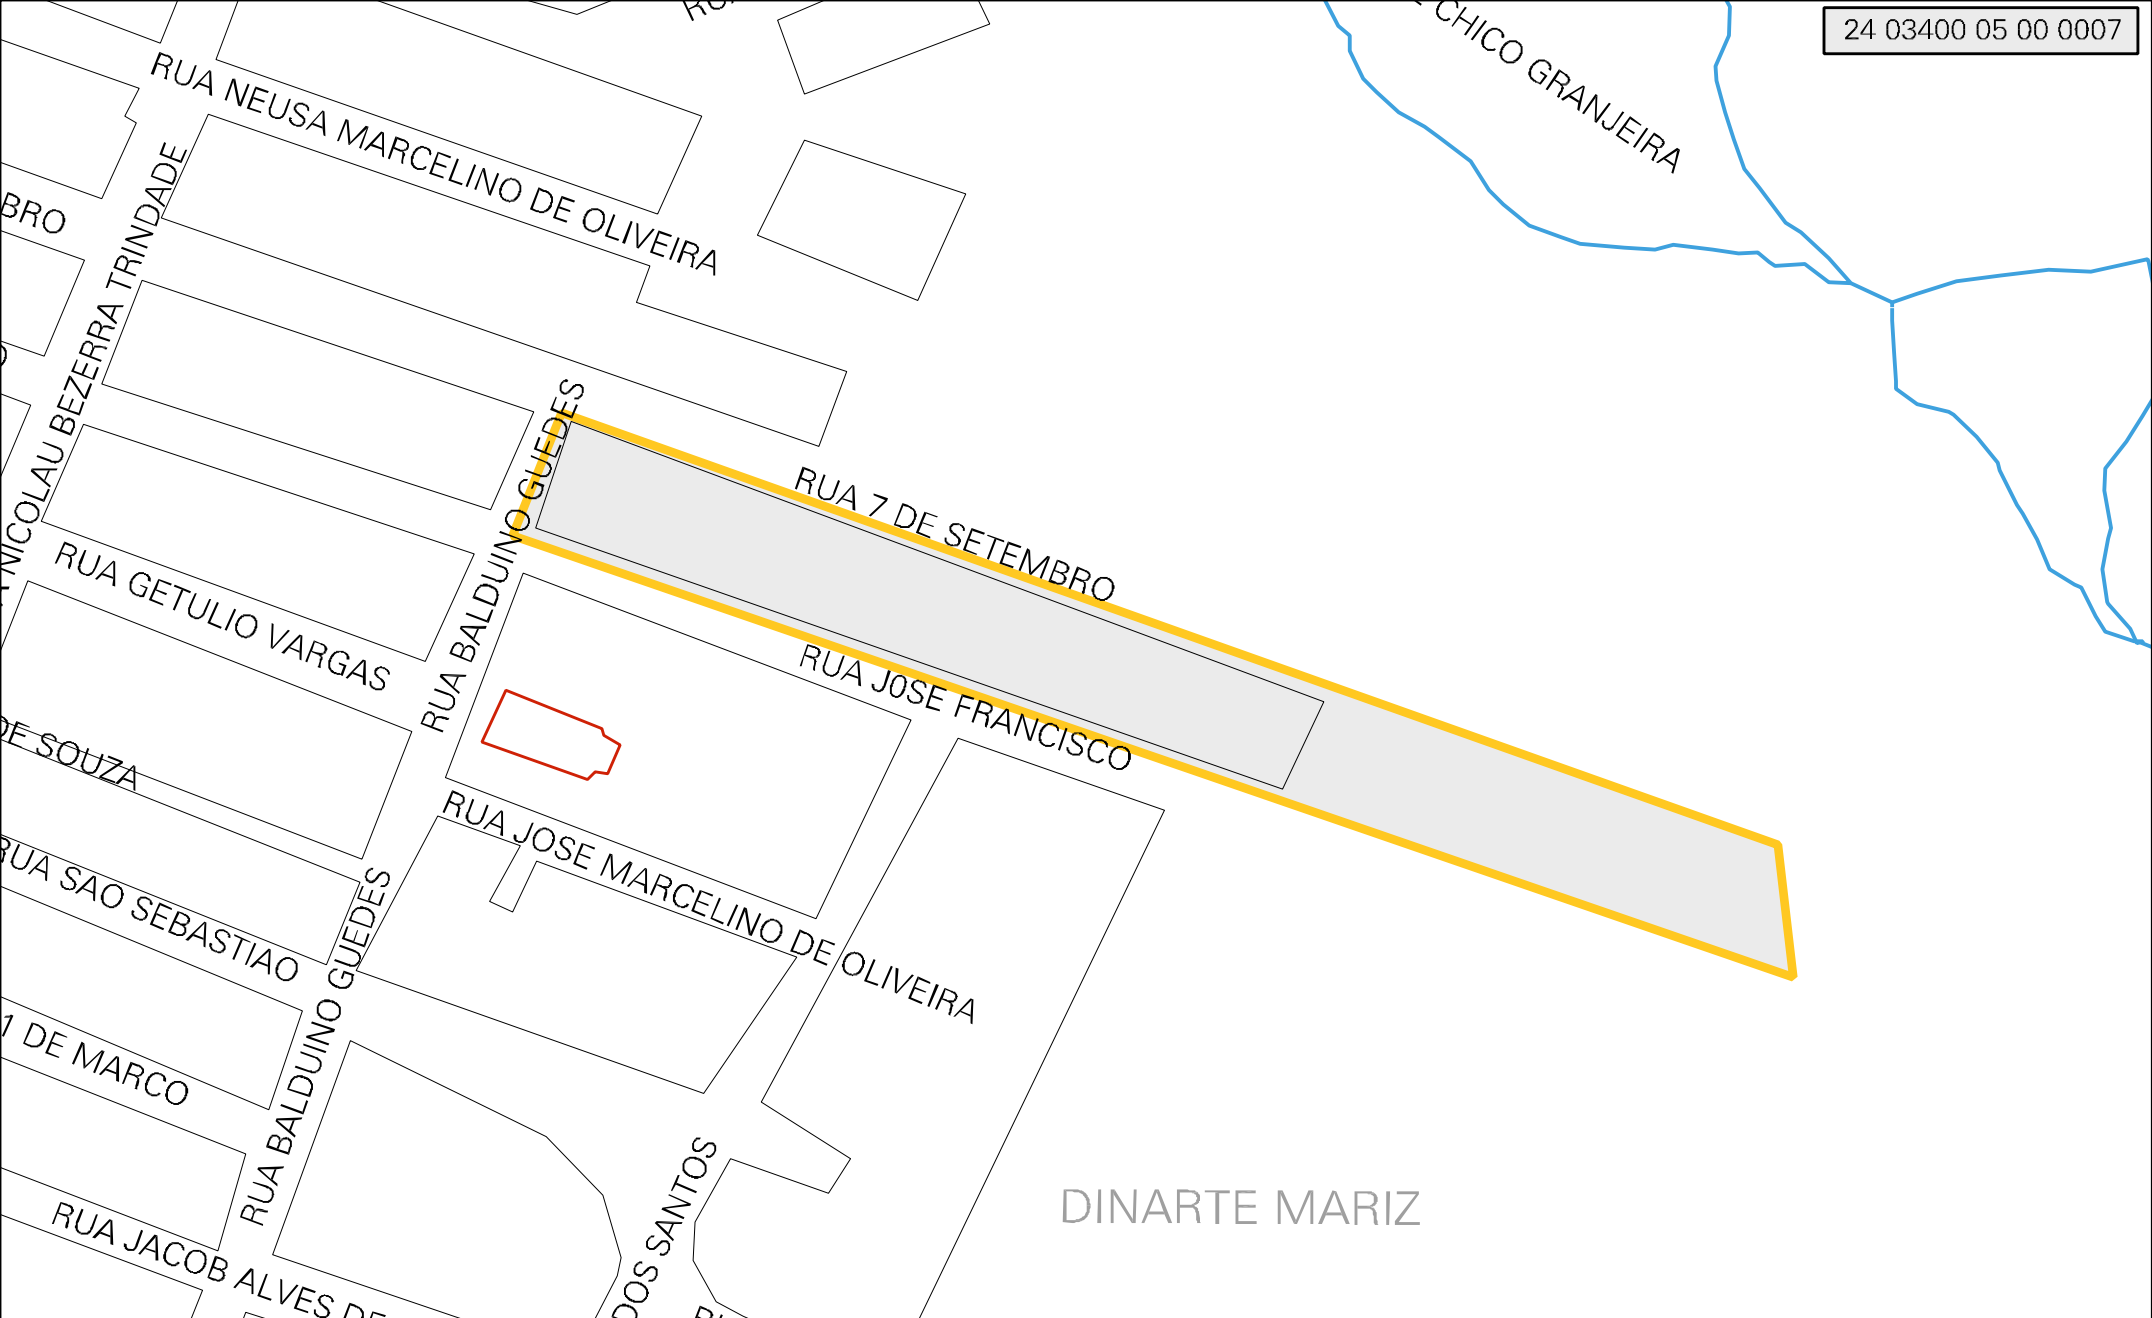 24 03400 05 00 0007
CHICO GRANJEIRA
RUA NEUSA MARCELINO DE OLIVEIRA
BRO
NICOLAU BEZERRA TRINDADE
RUA BALDUINO GUEDES
RUA 7 DE SETEMBRO
RUA GETULIO VARGAS
RUA J0SE FRANCISCO
DE SOUZA
RUA JOSE MARCELINO DE OLIVEIRA
RUA SAO SEBASTIAO
RUA BALDUINO GUEDES
1 DE MARCO
DOS SANTOS
DINARTE MARIZ
RUA JACOB ALVES DE